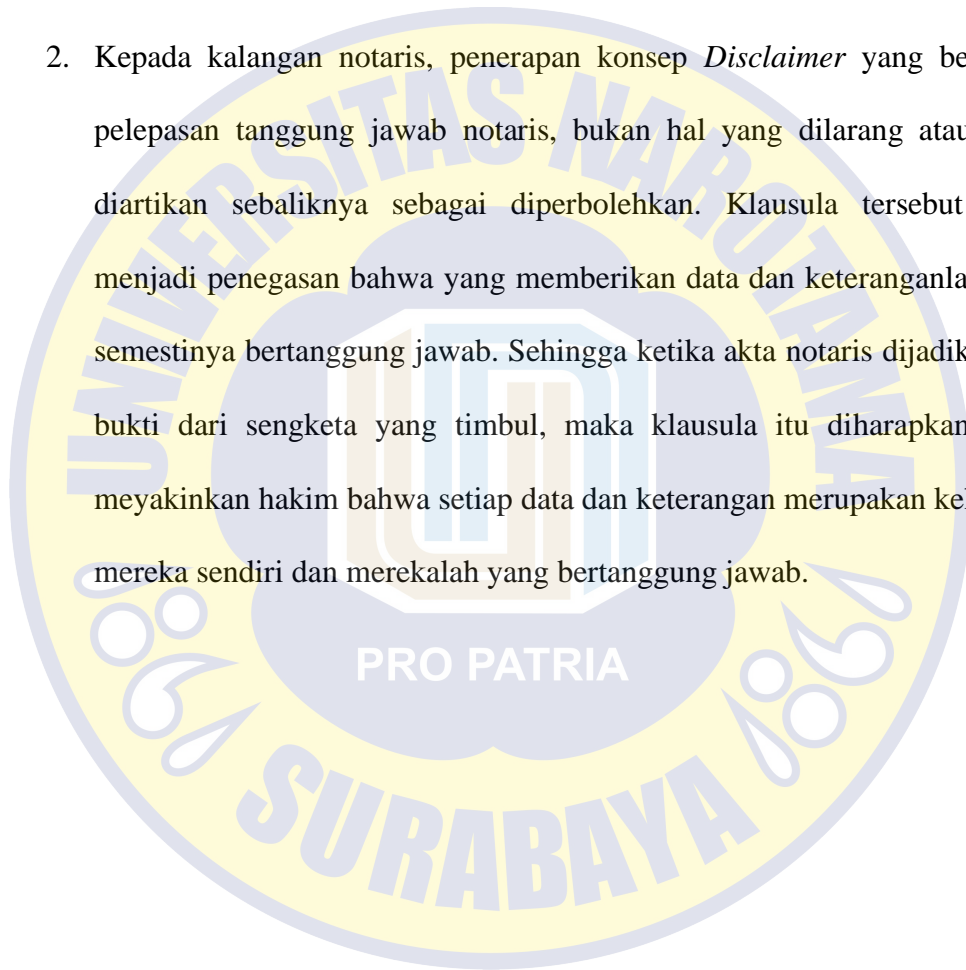 2. Kepada kalangan notaris, penerapan konsep Disclaimer yang be
pelepasan tanggung jawab notaris, bukan hal yang dilarang atau
diartikan sebaliknya sebagai diperbolehkan. Klausula tersebut
menjadi penegasan bahwa yang memberikan data dan keteranganla
semestinya bertanggung jawab. Sehingga ketika akta notaris dijadik
bukti dari sengketa yang timbul, maka klausula itu diharapkan
meyakinkan hakim bahwa setiap data dan keterangan merupakan
mereka sendiri dan merekalah yang bertanggung jawab.
UNIVERSITAS NAROTAMA
PRO PATRIA
SURABAYA